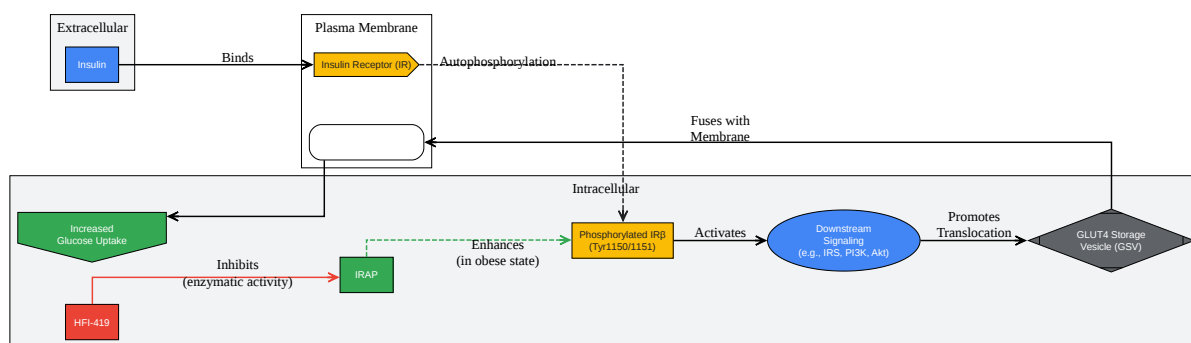 Extracellular
Plasma Membrane
Insulin
Binds
Insulin Receptor (IR)
Autophosphorylation
Fuses with
Membrane
Intracellular
Increased
Glucose Uptake
Phosphorylated IRβ
(Tyr1150/1151)
Activates
Downstream
Signaling
(e.g., IRS, PI3K, Akt)
Promotes
Translocation
GLUT4 Storage
Vesicle (GSV)
Enhances
(in obese state)
Inhibits
(enzymatic activity)
IRAP
HFI-419